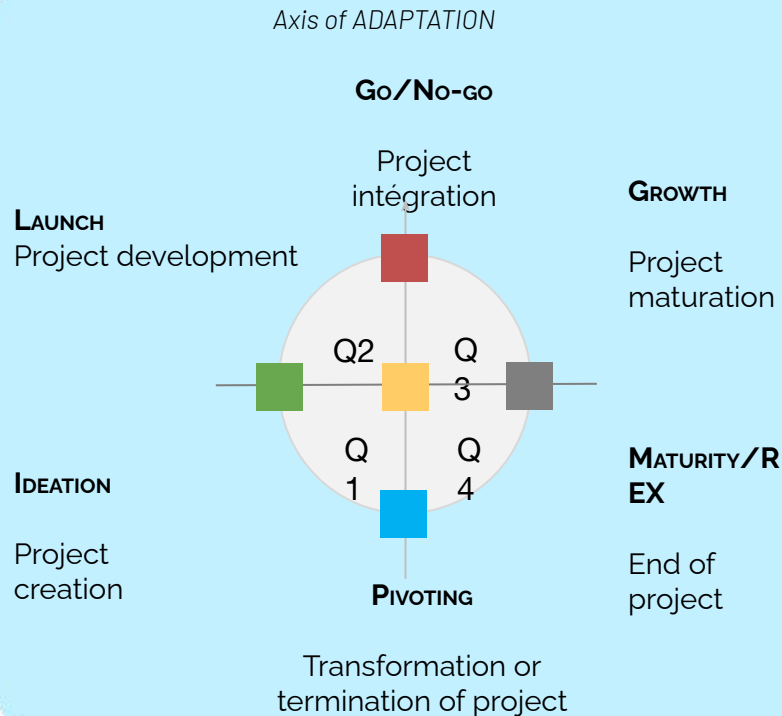 Axis of ADAPTATION
Go/No-go
Project
intégration
Launch
Project development
Growth
Project
maturation
Q2
Q
3
Q
1
Q
4
Ideation
Project
creation
Maturity/R
EX
End of
project
Pivoting
Transformation or
termination of project